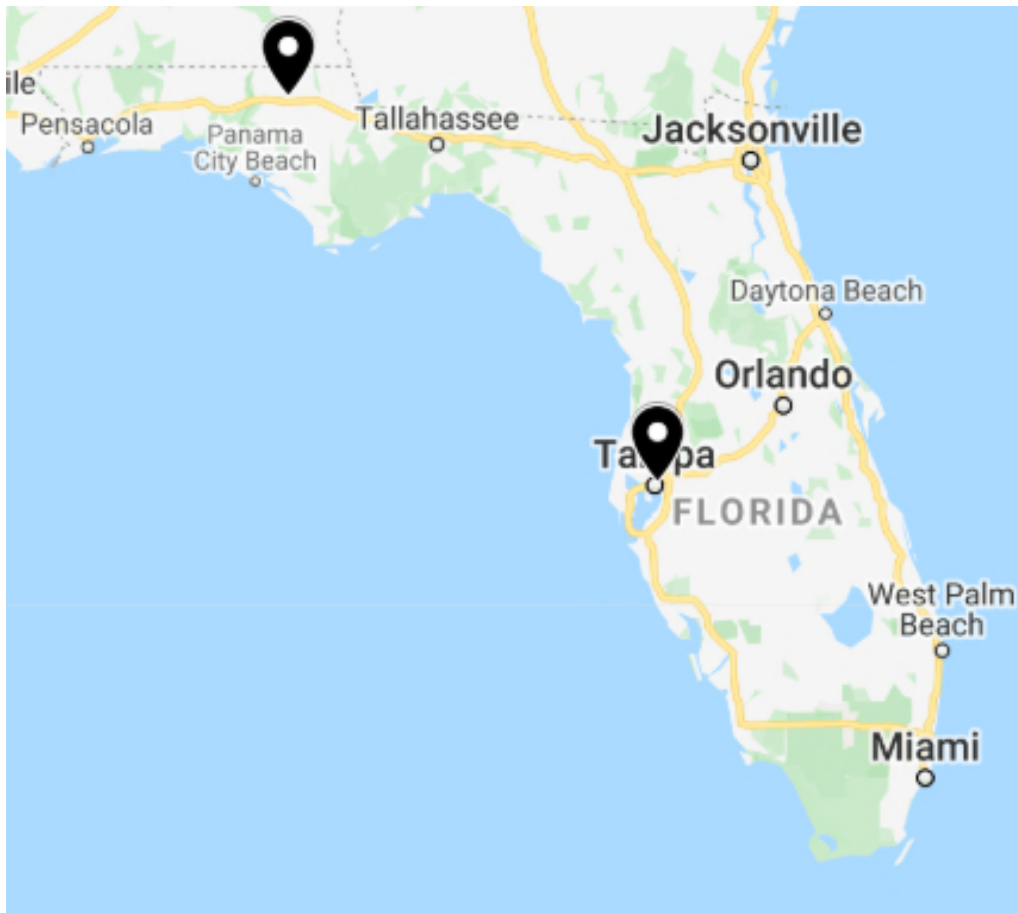 ile
Pensacola
Panama
City Beach
Tallahassee
Jacksonville
Daytona Beach
Orlando
FLORIDA
West Palm
Beach
Miami